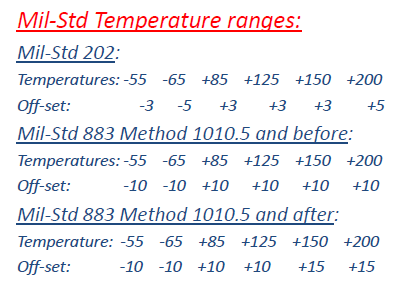 Mil-Std Temperature ranges:
Mil-Std 202:
Temperatures: -55 -65 +85 +125 +150 +200
Off-set: -3 -5 +3 +3 +3 +5
Mil-Std 883 Method 1010.5 and before:
Temperatures: -55 -65 +85 +125 +150 +200
Off-set: -10 -10 +10 +10 +10 +10
Mil-Std 883 Method 1010.5 and after:
Temperature: -55 -65 +85 +125 +150 +200
Off-set: -10 -10 +10 +10 +15 +15